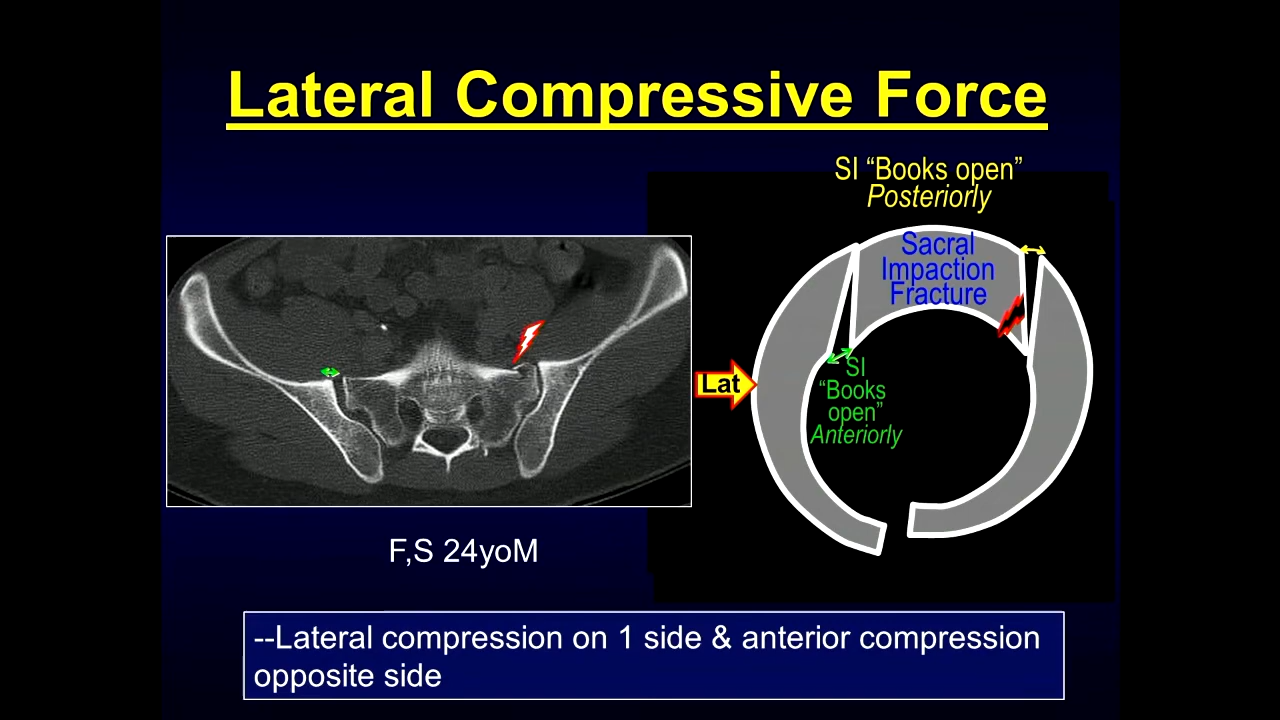 Lateral Compressive Force
SI “Books open”
Posteriorly
Sacral
Impaction
Fracture
Lat
SI
“Books
open”
Anteriorly
F,S 24yoM
--Lateral compression on 1 side & anterior compression
opposite side